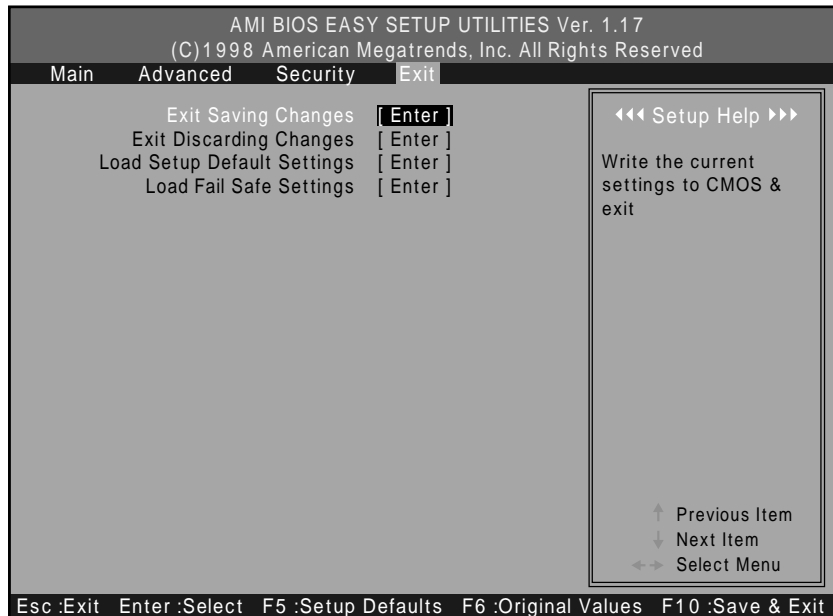 AMI BIOS EASY SETUP UTILITIES Ver. 1.17
(C)1998 American Megatrends, Inc. All Rights Reserved
Main Advanced Security Exit
Exit Saving Changes [ Enter ]
Exit Discarding Changes [ Enter ]
Load Setup Default Settings [ Enter ]
Load Fail Safe Settings [ Enter ]
Setup Help
Write the current
settings to CMOS &
exit
Previous Item
Next Item
Select Menu
Esc :Exit Enter :Select F5 :Setup Defaults F6 :Original Values F10 :Save & Exit